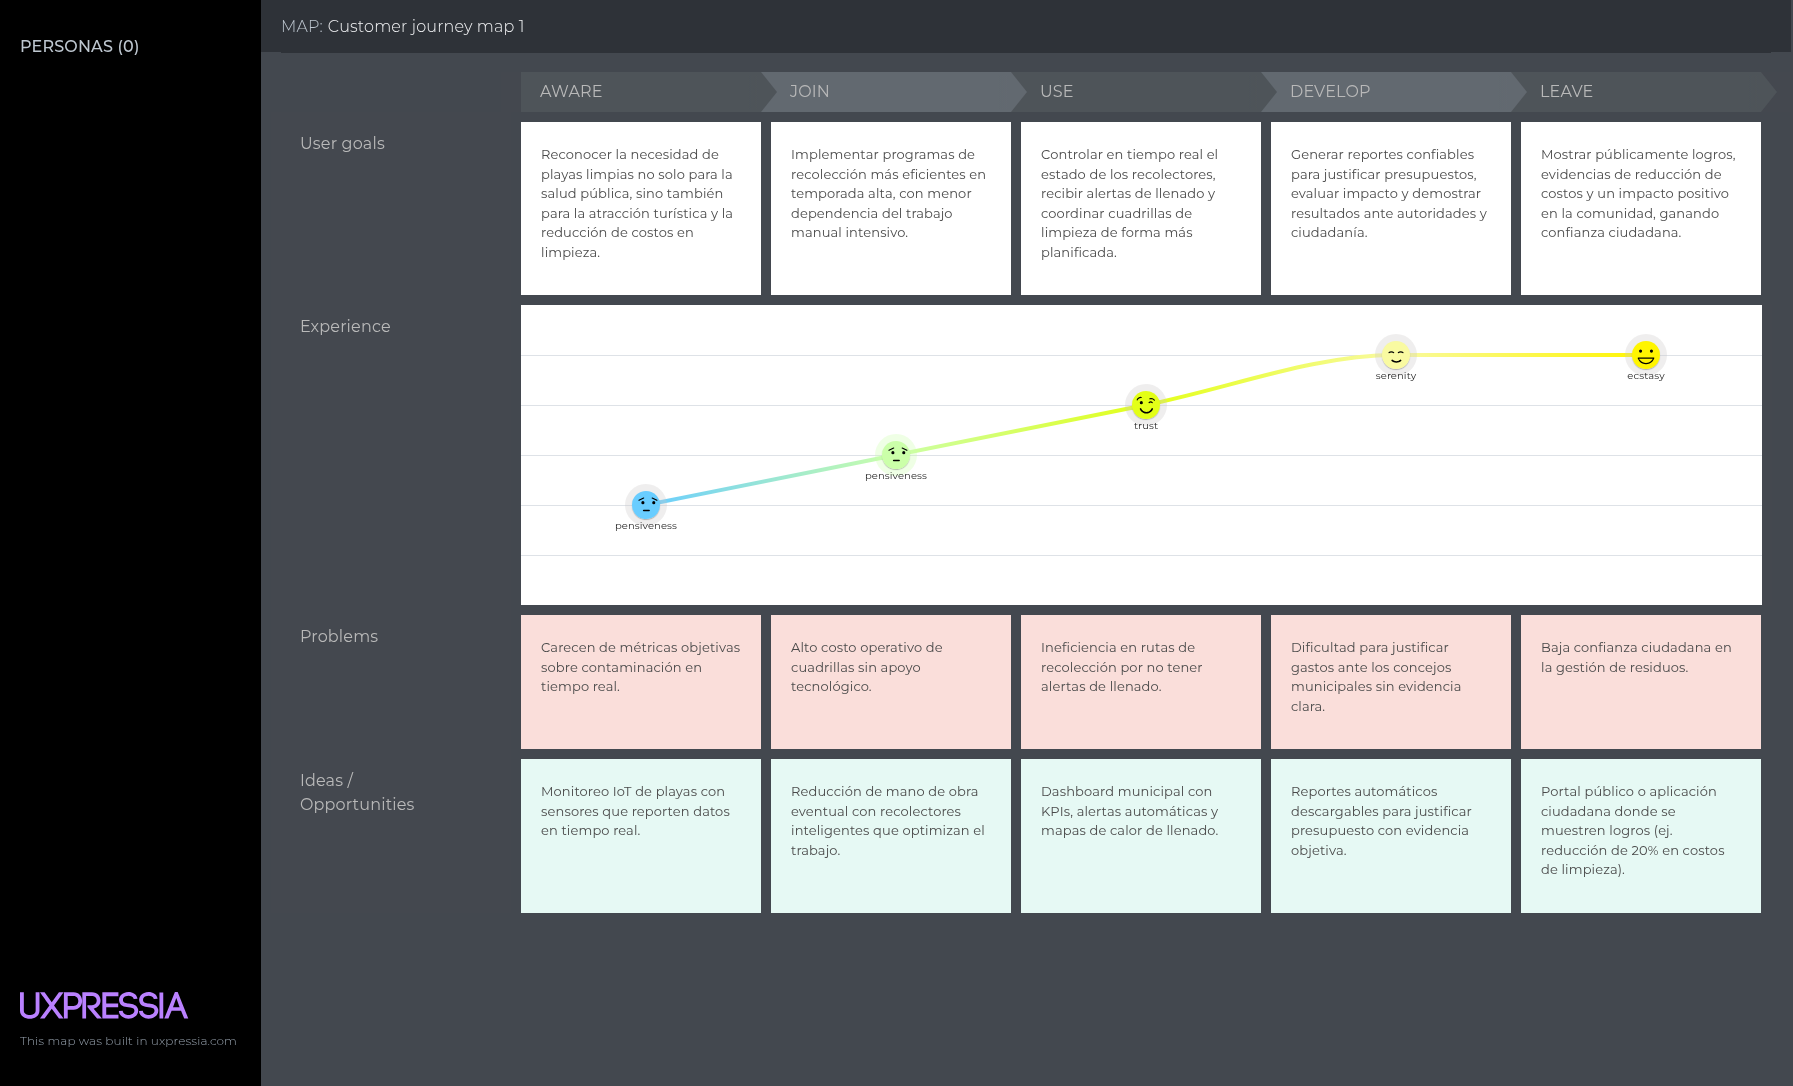 PERSONAS (0)
MAP: Customer journey map 1
AWARE
JOIN
USE
DEVELOP
LEAVE
User goals
Reconocer la necesidad de
playas limpias no solo para la
salud pública, sino también
para la atracción turística y la
reducción de costos en
limpieza.
Implementar programas de
recolección más eficientes en
temporada alta, con menor
dependencia del trabajo
manual intensivo.
Controlar en tiempo real el
estado de los recolectores,
recibir alertas de llenado y
coordinar cuadrillas de
limpieza de forma más
planificada.
Generar reportes confiables
para justificar presupuestos,
evaluar impacto y demostrar
resultados ante autoridades y
ciudadanía.
Mostrar públicamente logros,
evidencias de reducción de
costos y un impacto positivo
en la comunidad, ganando
confianza ciudadana.
Experience
pensiveness
pensiveness
trust
serenity
ecstasy
Problems
Carecen de métricas objetivas
sobre contaminación en
tiempo real.
Alto costo operativo de
cuadrillas sin apoyo
tecnológico.
Ineficiencia en rutas de
recolección por no tener
alertas de llenado.
Dificultad para justificar
gastos ante los concejos
municipales sin evidencia
clara.
Baja confianza ciudadana en
la gestión de residuos.
Ideas /
Opportunities
Monitoreo IoT de playas con
sensores que reporten datos
en tiempo real.
Reducción de mano de obra
eventual con recolectores
inteligentes que optimizan el
trabajo.
Dashboard municipal con
KPIs, alertas automáticas y
mapas de calor de llenado.
Reportes automáticos
descargables para justificar
presupuesto con evidencia
objetiva.
Portal público o aplicación
ciudadana donde se
muestren logros (ej.
reducción de 20% en costos
de limpieza).
UXPRESSIA
This map was built in uxpressia.com